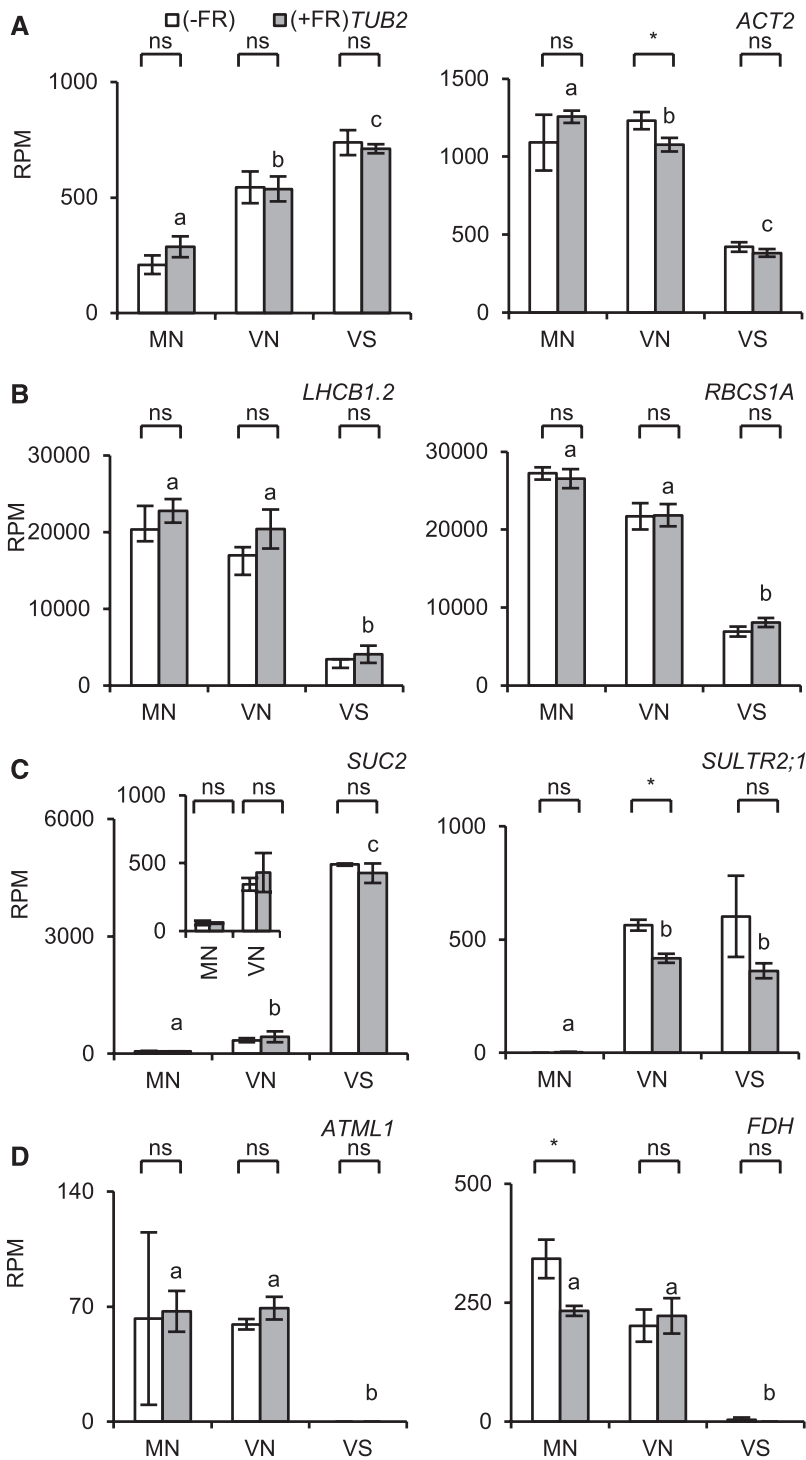 A
(-FR) (+FR) TUB2
ns ns ns
1000
500
0
RPM
a b c
MN VN VS
ACT2
ns * ns
1500
1000
500
0
a b c
MN VN VS
B
LHCB1.2
ns ns ns
30000
20000
10000
0
RPM
a a b
MN VN VS
RBCS1A
ns ns ns
30000
20000
10000
0
a a b
MN VN VS
C
SUC2
ns ns ns
6000
3000
0
RPM
1000
500
0
MN VN
a b c
MN VN VS
SULTR2;1
ns * ns
1000
500
0
a b b
MN VN VS
D
ATML1
ns ns ns
140
70
0
RPM
a a b
MN VN VS
FDH
* ns ns
500
250
0
a a b
MN VN VS